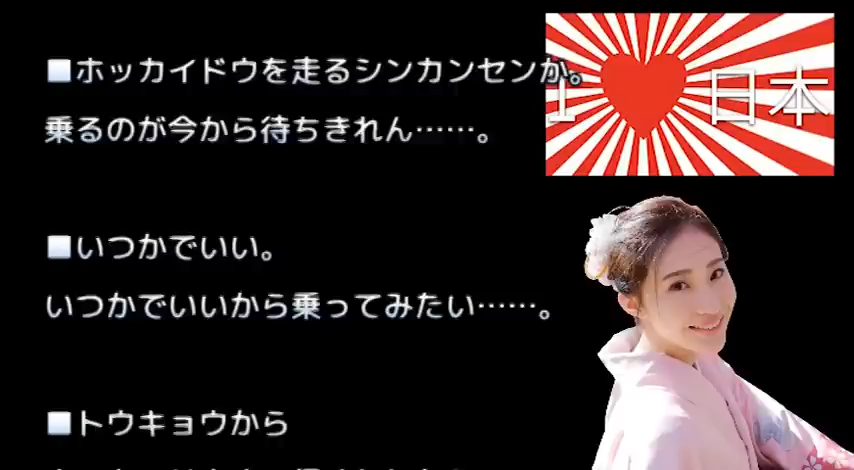 ■ホッカイドウを走るシンカンセンか。
1 日本
乗るのが今から待ちきれん……。
■いつかでいい。
いつかでいいから乗ってみたい……。
■トウキョウから